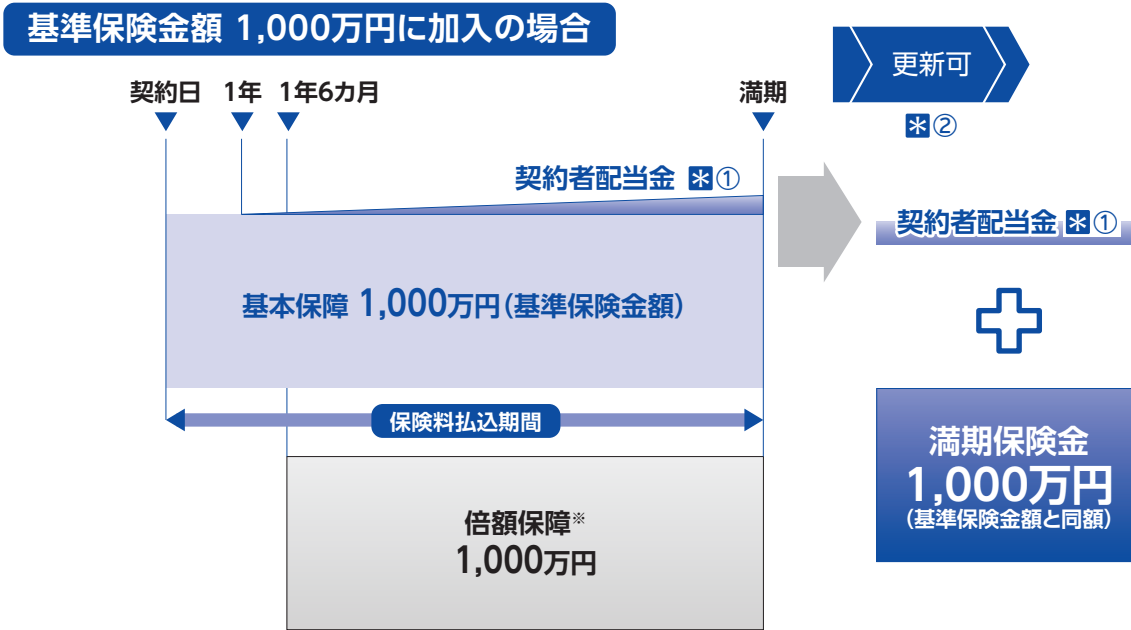 基準保険金額 1,000万円に加入の場合
契約日 1年 1年6カ月 満期
更新可
*②
契約者配当金 *①
契約者配当金 *①
基本保障 1,000万円(基準保険金額)
保険料払込期間
倍額保障※
1,000万円
満期保険金
1,000万円
(基準保険金額と同額)